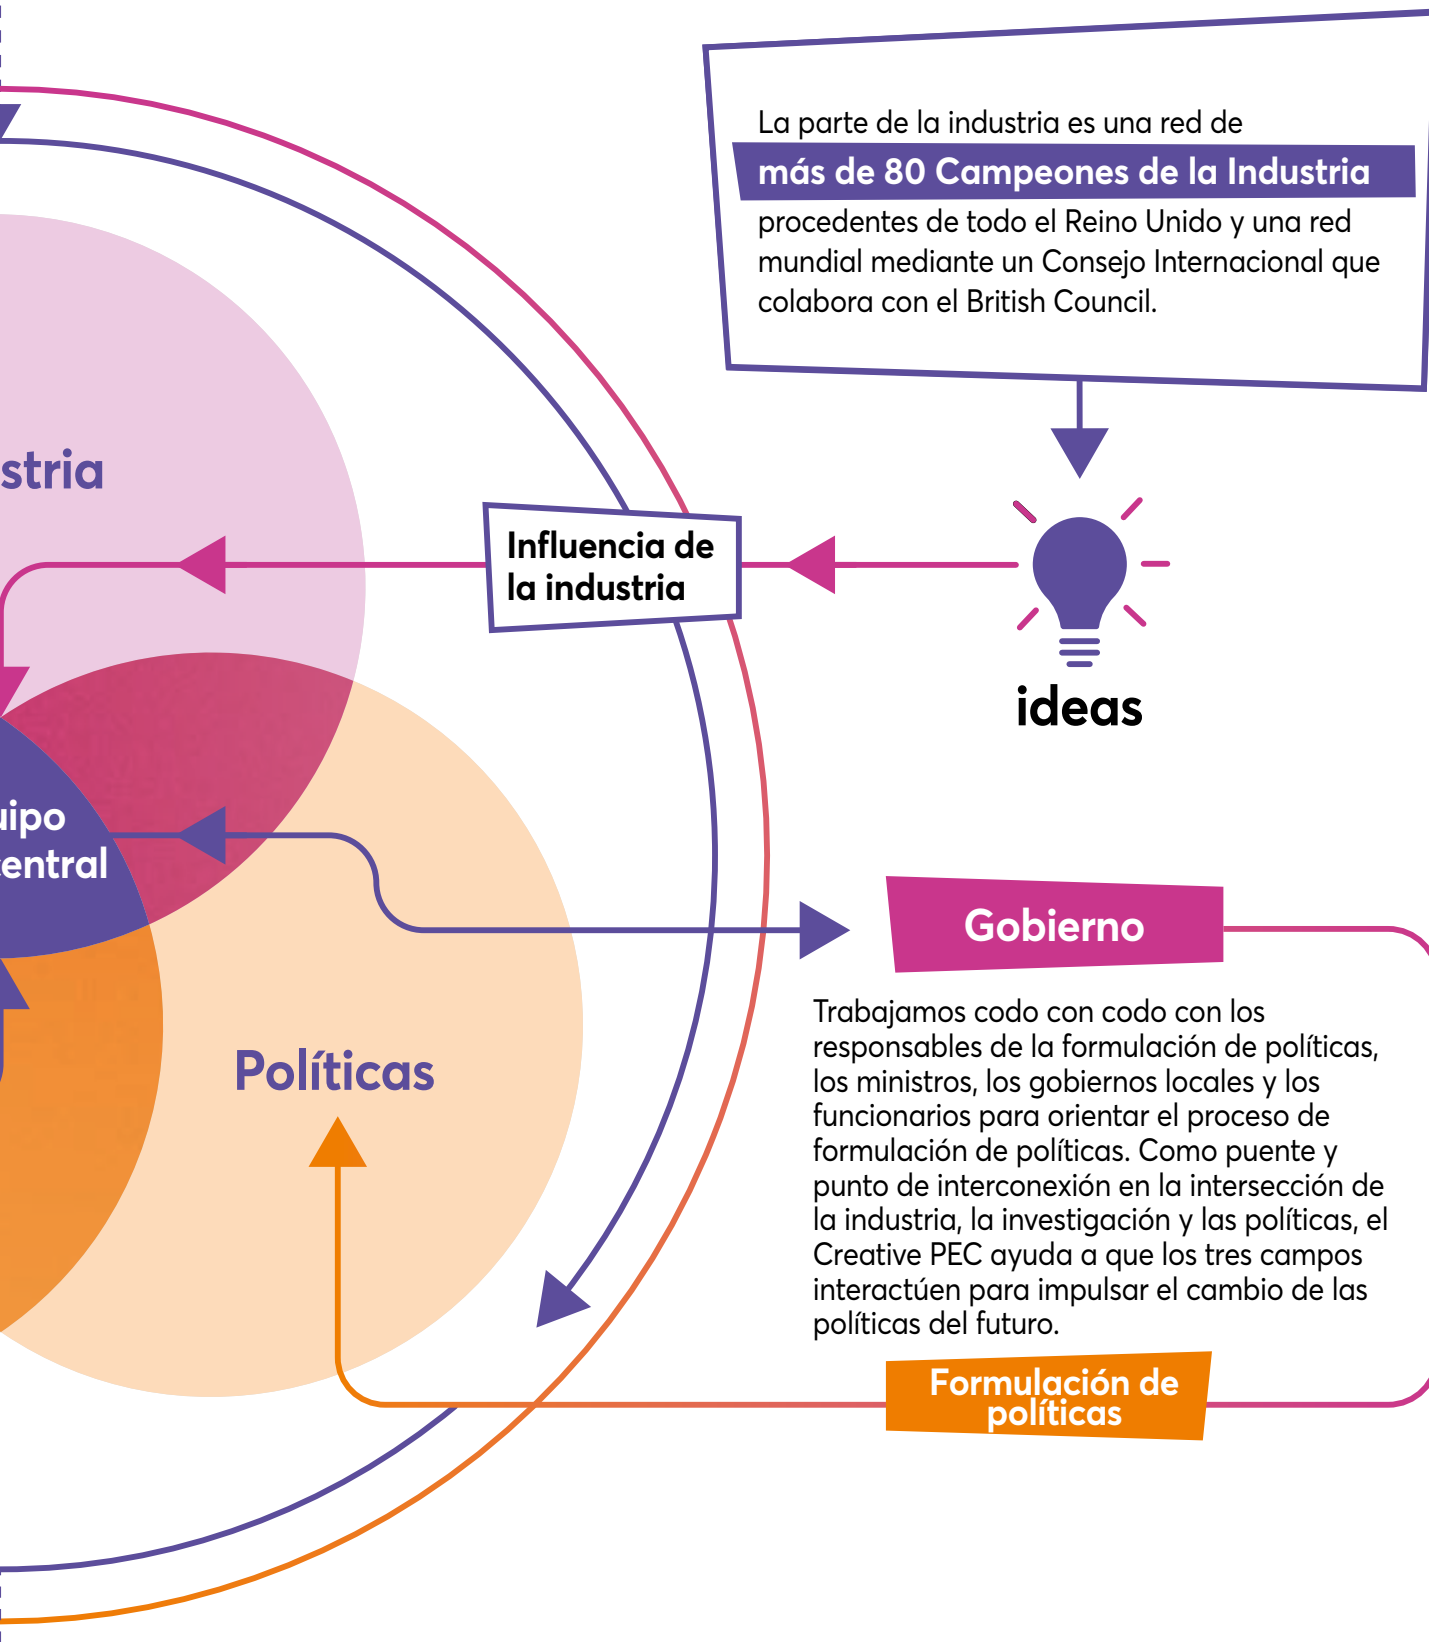 La parte de la industria es una red de
más de 80 Campeones de la Industria
procedentes de todo el Reino Unido y una red
mundial mediante un Consejo Internacional que
colabora con el British Council.
stria
Influencia de
la industria
ideas
uipo
central
Gobierno
Trabajamos codo con codo con los
responsables de la formulación de políticas,
los ministros, los gobiernos locales y los
funcionarios para orientar el proceso de
formulación de políticas. Como puente y
punto de interconexión en la intersección de
la industria, la investigación y las políticas, el
Creative PEC ayuda a que los tres campos
interactúen para impulsar el cambio de las
políticas del futuro.
Políticas
Formulación de
políticas